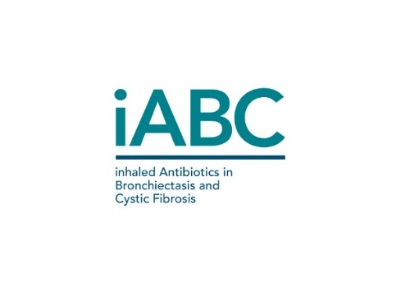 iABC
inhaled Antibiotics in
Bronchiectasis and
Cystic Fibrosis